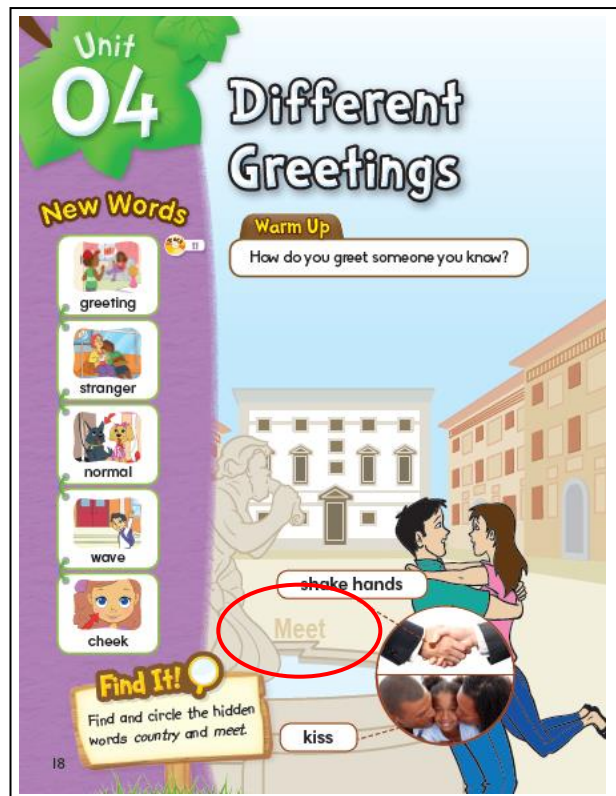 Unit
04
Different
Greetings
New Words
Warm Up
How do you greet someone you know?
11
greeting
stranger
normal
wave
cheek
shake hands
Meet
kiss
Find It!
Find and circle the hidden
words country and meet.
18